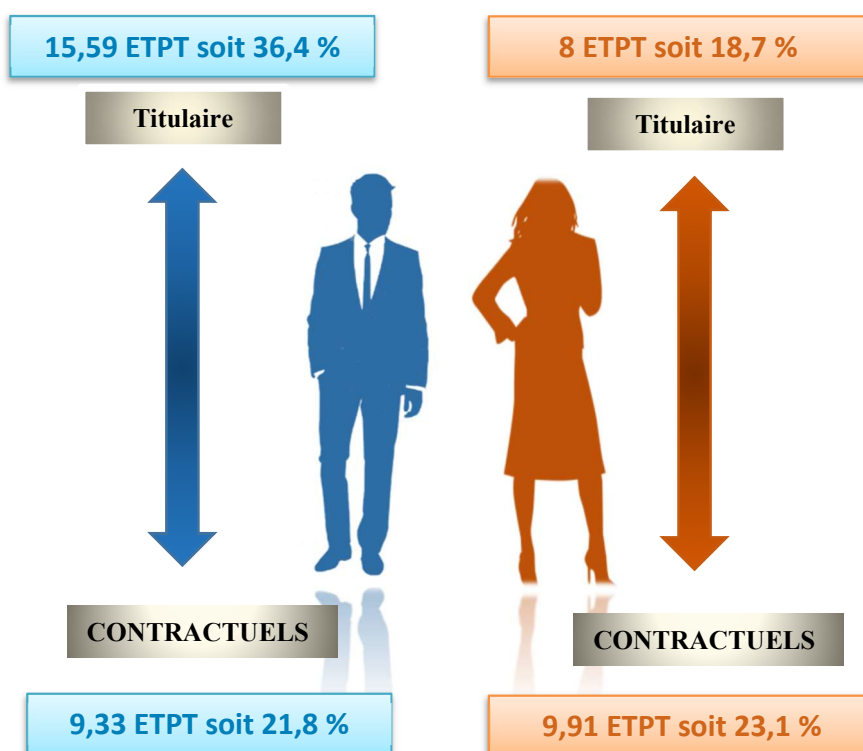 15,59 ETPT soit 36,4 %
8 ETPT soit 18,7 %
Titulaire
Titulaire
CONTRACTUELS
CONTRACTUELS
9,33 ETPT soit 21,8 %
9,91 ETPT soit 23,1 %